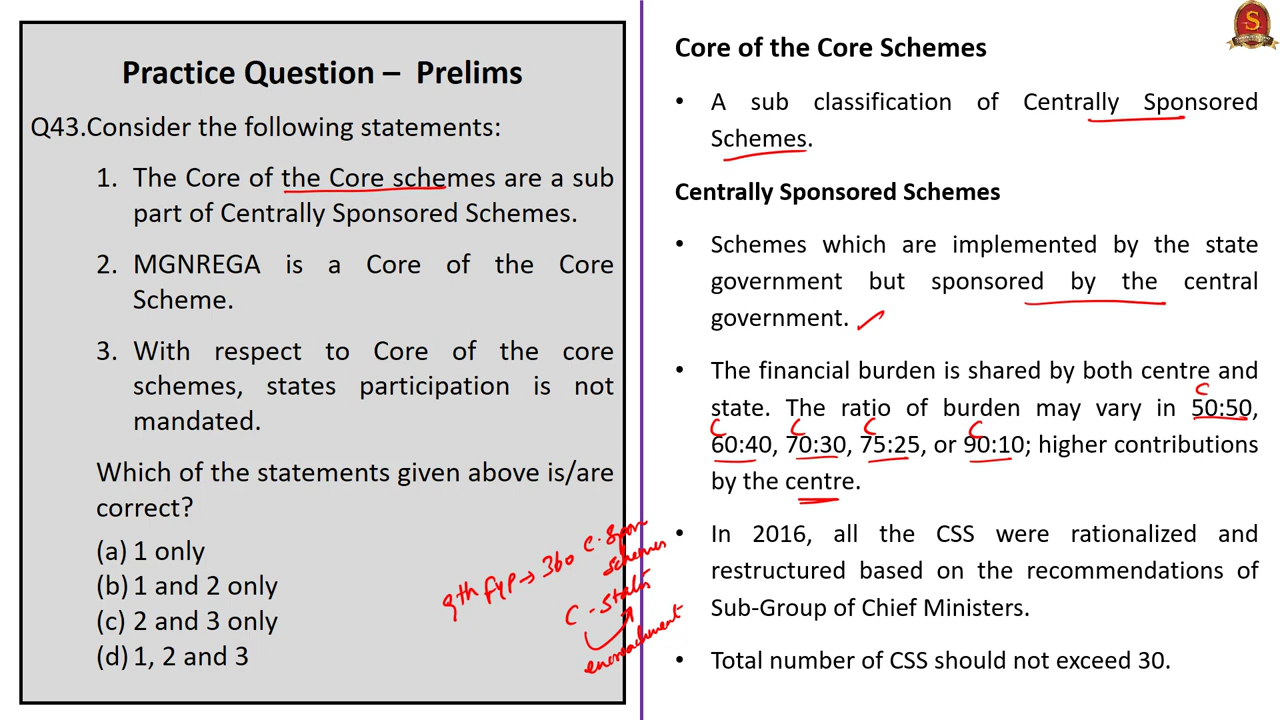 Practice Question – Prelims
Q43.Consider the following statements:
1. The Core of the Core schemes are a sub
part of Centrally Sponsored Schemes.
2. MGNREGA is a Core of the Core
Scheme.
3. With respect to Core of the core
schemes, states participation is not
mandated.
Which of the statements given above is/are
correct?
(a) 1 only
(b) 1 and 2 only
(c) 2 and 3 only
(d) 1, 2 and 3
9th FYP → 360 C. Spon
Schemes
C - States
encroachment
Core of the Core Schemes
• A sub classification of Centrally Sponsored
Schemes.
Centrally Sponsored Schemes
• Schemes which are implemented by the state
government but sponsored by the central
government.
• The financial burden is shared by both centre and
C
state. The ratio of burden may vary in 50:50,
C C C C
60:40, 70:30, 75:25, or 90:10; higher contributions
by the centre.
• In 2016, all the CSS were rationalized and
restructured based on the recommendations of
Sub-Group of Chief Ministers.
• Total number of CSS should not exceed 30.
S